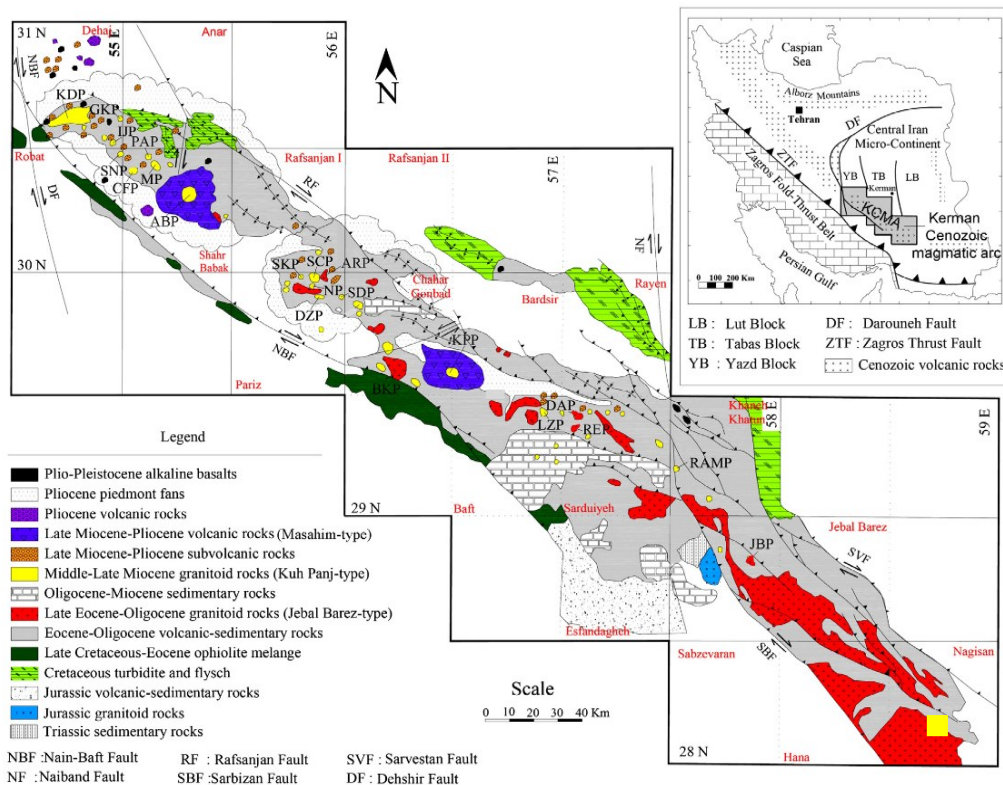 31 N
Dehaj
55 E
Anar
56 E
NBF
KDP
GKP
IJP
PAP
Robat
SNP
MP
CFP
DF
ABP
Rafsanjan I
Rafsanjan II
RF
57 E
NF
Shahr
Babak
30 N
SKP
SCP
ARP
NP
SDP
DZP
Chahar
Gonbad
Bardsir
Rayen
NBF
KPP
Pariz
BKP
DAP
LZP
REP
Khaneh
Khatun
58 E
59 E
RAMP
29 N
Baft
Sarduiyeh
Jebal Barez
JBP
SVF
Esfandagheh
Sabzevaran
SBF
Nagisan
28 N
Hana
N
Scale
0 10 20 30 40 Km
Caspian
Sea
Alborz Mountains
Tehran
DF
Central Iran
Micro-Continent
ZTF
Zagros Fold-Thrust Belt
YB
TB
LB
Kerman
KCMA
Kerman
Cenozoic
magmatic arc
Persian Gulf
0 100 200 Km
LB : Lut Block
DF : Darouneh Fault
TB : Tabas Block
ZTF : Zagros Thrust Fault
YB : Yazd Block
Cenozoic volcanic rocks
Legend
Plio-Pleistocene alkaline basalts
Pliocene piedmont fans
Pliocene volcanic rocks
Late Miocene-Pliocene volcanic rocks (Masahim-type)
Late Miocene-Pliocene subvolcanic rocks
Middle-Late Miocene granitoid rocks (Kuh Panj-type)
Oligocene-Miocene sedimentary rocks
Late Eocene-Oligocene granitoid rocks (Jebal Barez-type)
Eocene-Oligocene volcanic-sedimentary rocks
Late Cretaceous-Eocene ophiolite melange
Cretaceous turbidite and flysch
Jurassic volcanic-sedimentary rocks
Jurassic granitoid rocks
Triassic sedimentary rocks
NBF :Nain-Baft Fault
RF : Rafsanjan Fault
SVF : Sarvestan Fault
NF : Naiband Fault
SBF :Sarbizan Fault
DF : Dehshir Fault